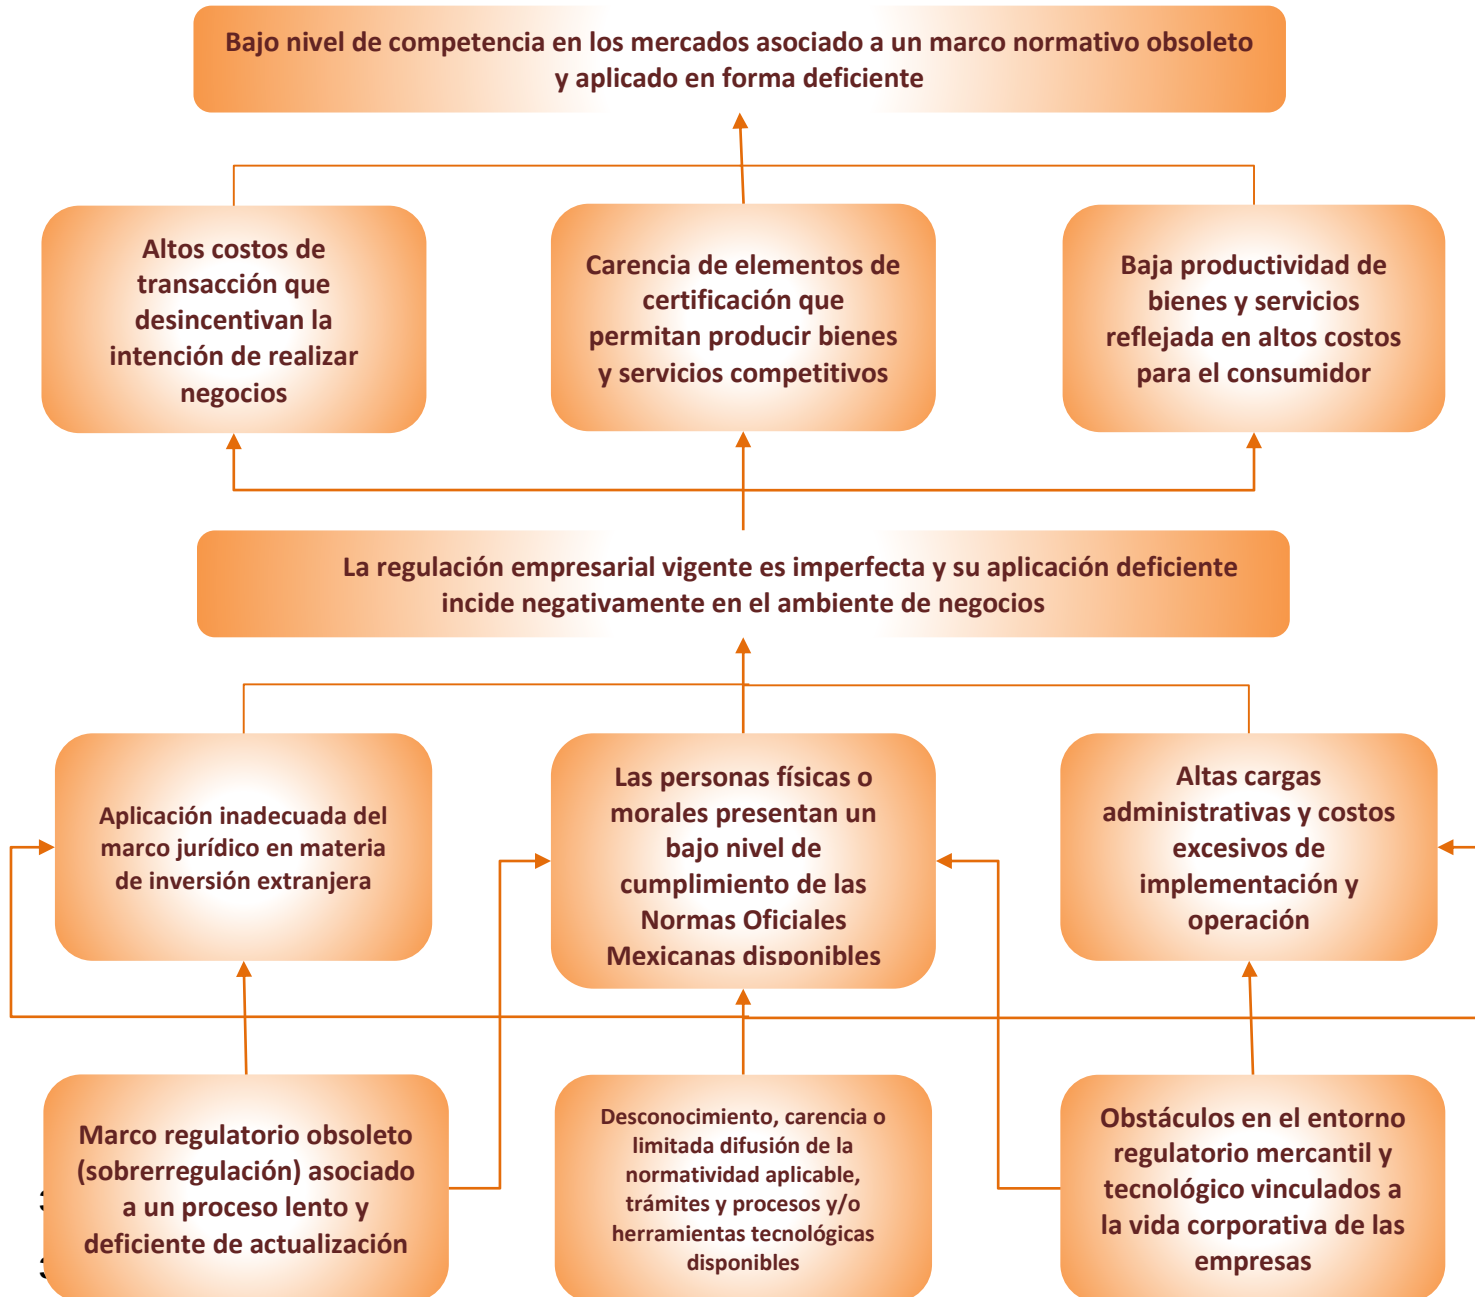 Bajo nivel de competencia en los mercados asociado a un marco normativo obsoleto
y aplicado en forma deficiente
Altos costos de
transacción que
desincentivan la
intención de realizar
negocios
Carencia de elementos de
certificación que
permitan producir bienes
y servicios competitivos
Baja productividad de
bienes y servicios
reflejada en altos costos
para el consumidor
La regulación empresarial vigente es imperfecta y su aplicación deficiente
incide negativamente en el ambiente de negocios
Aplicación inadecuada del
marco jurídico en materia
de inversión extranjera
Las personas físicas o
morales presentan un
bajo nivel de
cumplimiento de las
Normas Oficiales
Mexicanas disponibles
Altas cargas
administrativas y costos
excesivos de
implementación y
operación
Marco regulatorio obsoleto
(sobrerregulación) asociado
a un proceso lento y
deficiente de actualización
Desconocimiento, carencia o
limitada difusión de la
normatividad aplicable,
trámites y procesos y/o
herramientas tecnológicas
disponibles
Obstáculos en el entorno
regulatorio mercantil y
tecnológico vinculados a
la vida corporativa de las
empresas